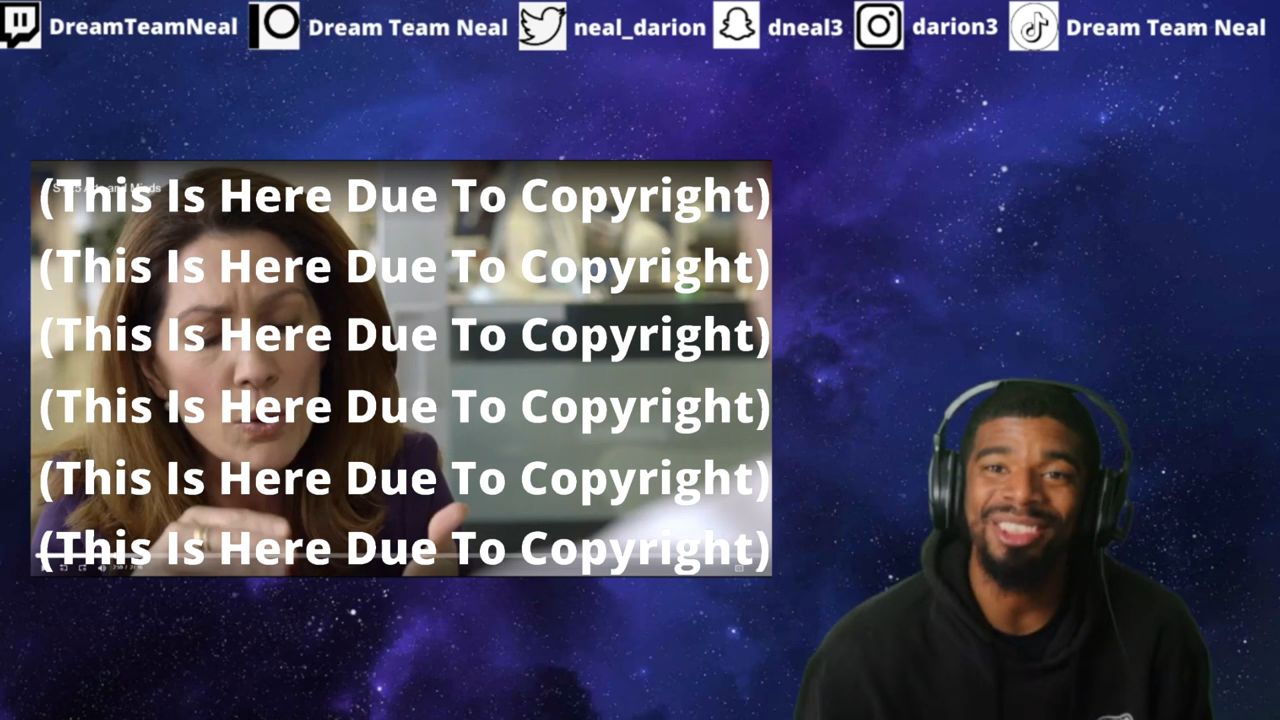 DreamTeamNeal Dream Team Neal neal_darion dneal3 darion3 Dream Team Neal
(This Is Here Due To Copyright)
(This Is Here Due To Copyright)
(This Is Here Due To Copyright)
(This Is Here Due To Copyright)
(This Is Here Due To Copyright)
(This Is Here Due To Copyright)